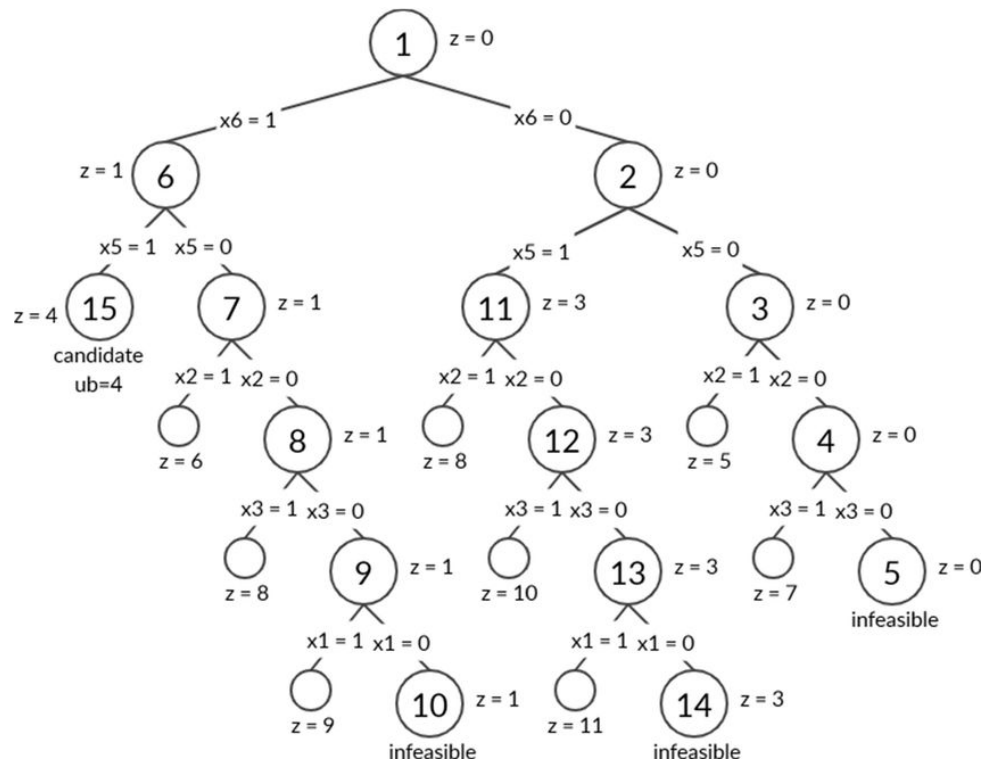 1 z = 0
x6 = 1 x6 = 0
z = 1 6 2 z = 0
x5 = 1 x5 = 0 x5 = 1 x5 = 0
z = 4 15 7 z = 1 11 z = 3 3 z = 0
candidate
ub=4
x2 = 1 x2 = 0 x2 = 1 x2 = 0 x2 = 1 x2 = 0
8 z = 1 12 z = 3 4 z = 0
z = 6 z = 8 z = 5
x3 = 1 x3 = 0 x3 = 1 x3 = 0 x3 = 1 x3 = 0
9 z = 1 13 z = 3 5 z = 0
z = 8 z = 10 z = 7
infeasible
x1 = 1 x1 = 0 x1 = 1 x1 = 0
10 z = 1 14 z = 3
z = 9 z = 11
infeasible infeasible